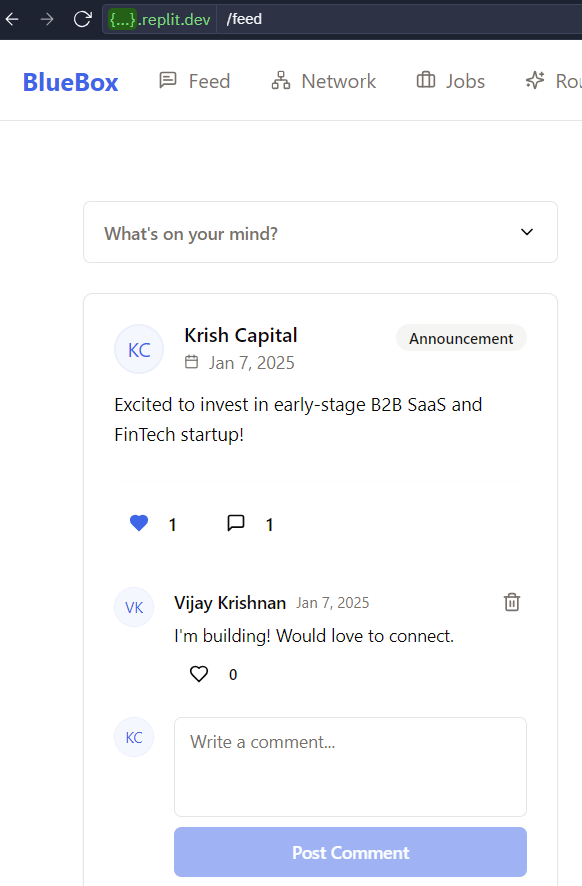 {...}.replit.dev /feed
BlueBox Feed Network Jobs
What's on your mind?
KC Krish Capital Announcement
Jan 7, 2025
Excited to invest in early-stage B2B SaaS and
FinTech startup!
1 1
VK Vijay Krishnan Jan 7, 2025
I'm building! Would love to connect.
0
KC Write a comment...
Post Comment